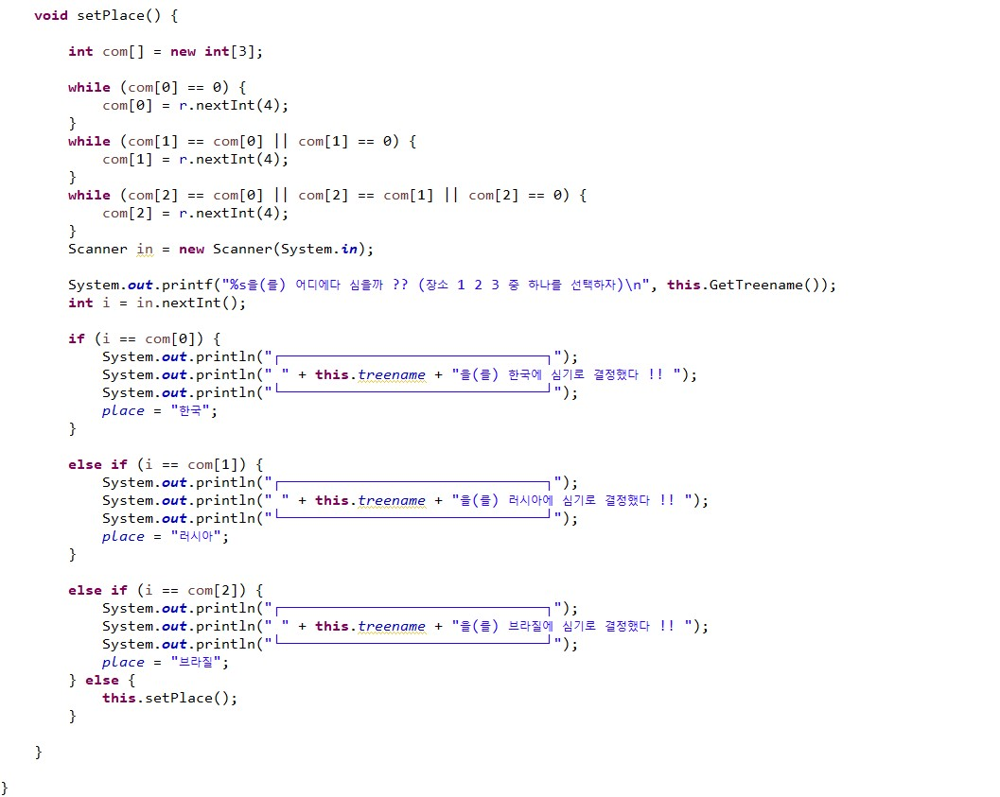 void setPlace() {
int com[] = new int[3];
while (com[0] == 0) {
com[0] = r.nextInt(4);
}
while (com[1] == com[0] || com[1] == 0) {
com[1] = r.nextInt(4);
}
while (com[2] == com[0] || com[2] == com[1] || com[2] == 0) {
com[2] = r.nextInt(4);
}
Scanner in = new Scanner(System.in);
System.out.printf("%s을(를) 어디에다 심을까 ?? (장소 1 2 3 중 하나를 선택하자)\n", this.GetTreename());
int i = in.nextInt();
if (i == com[0]) {
System.out.println("┌────────────────────────┐");
System.out.println(" " + this.treename + "을(를) 한국에 심기로 결정했다 !! ");
System.out.println("└────────────────────────┘");
place = "한국";
}
else if (i == com[1]) {
System.out.println("┌────────────────────────┐");
System.out.println(" " + this.treename + "을(를) 러시아에 심기로 결정했다 !! ");
System.out.println("└────────────────────────┘");
place = "러시아";
}
else if (i == com[2]) {
System.out.println("┌────────────────────────┐");
System.out.println(" " + this.treename + "을(를) 브라질에 심기로 결정했다 !! ");
System.out.println("└────────────────────────┘");
place = "브라질";
} else {
this.setPlace();
}
}
}